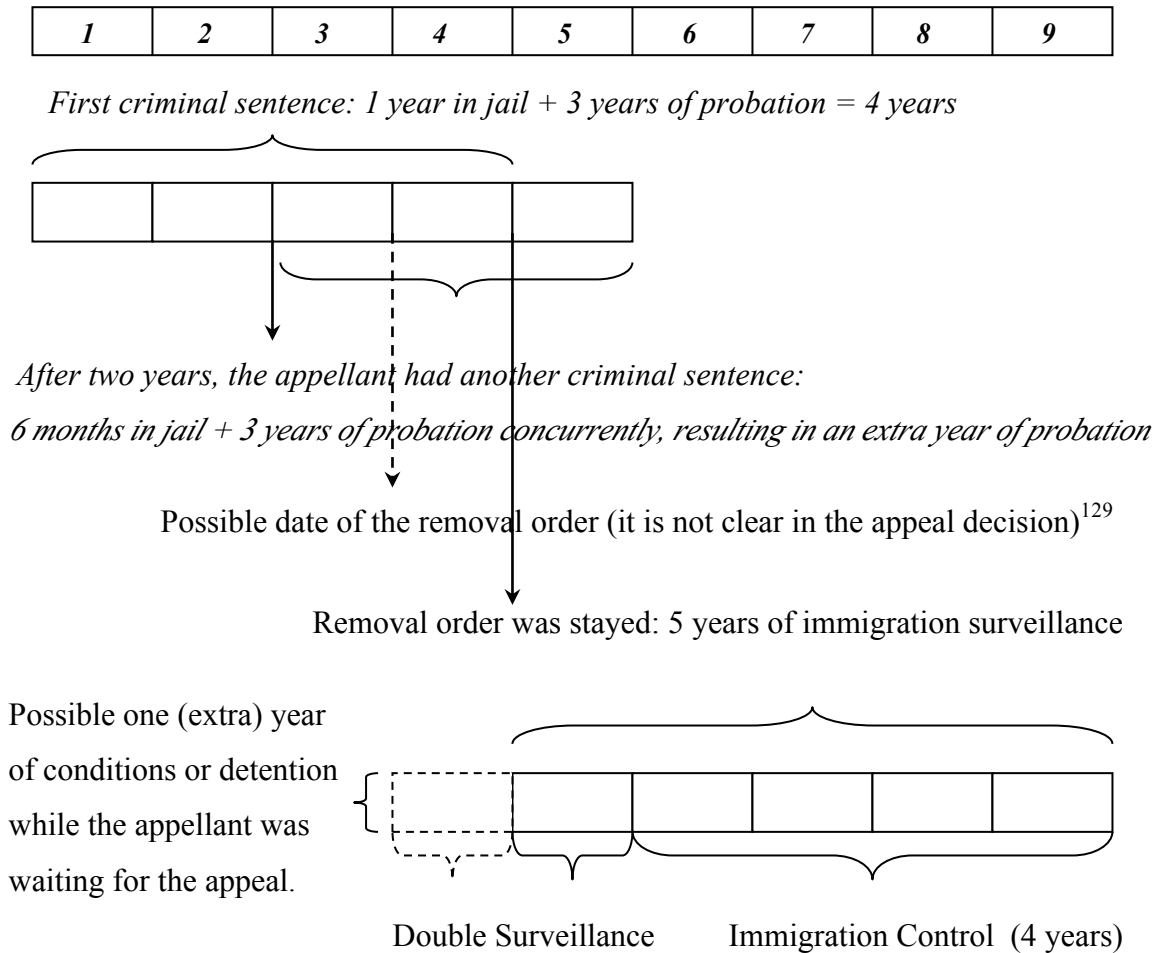 1 2 3 4 5 6 7 8 9
First criminal sentence: 1 year in jail + 3 years of probation = 4 years
After two years, the appellant had another criminal sentence:
6 months in jail + 3 years of probation concurrently, resulting in an extra year of probation
Possible date of the removal order (it is not clear in the appeal decision)129
Removal order was stayed: 5 years of immigration surveillance
Possible one (extra) year
of conditions or detention
while the appellant was
waiting for the appeal.
Double Surveillance Immigration Control (4 years)